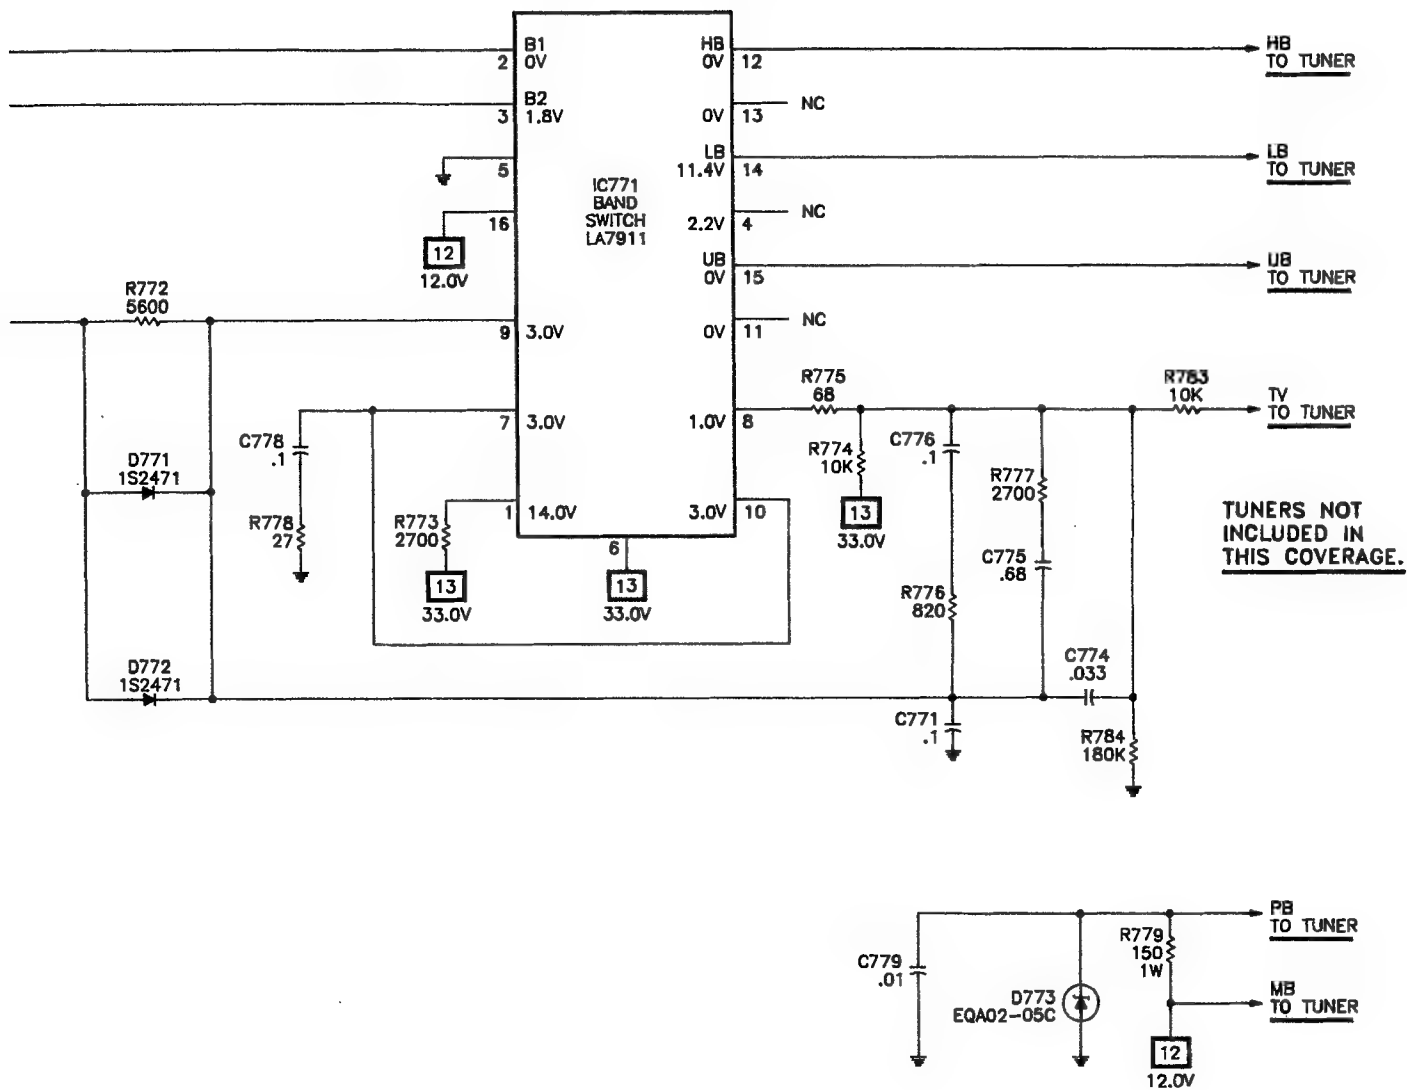 B1
2 0V
B2
3 1.8V
5
16
12
12.0V
R772
5600
9 3.0V
7 3.0V
C778
.1
D771
1S2471
R778
27
R773
2700
1 14.0V
13
33.0V
6
13
33.0V
D772
1S2471
IC771
BAND
SWITCH
LA7911
HB
0V 12
HB
TO TUNER
0V 13
NC
LB
11.4V 14
LB
TO TUNER
2.2V 4
NC
UB
0V 15
UB
TO TUNER
0V 11
NC
R775
68
1.0V 8
R783
10K
TV
TO TUNER
R774
10K
13
33.0V
3.0V 10
C776
.1
R777
2700
R776
820
C775
.68
C774
.033
C771
.1
R784
180K
TUNERS NOT
INCLUDED IN
THIS COVERAGE.
PB
TO TUNER
C779
.01
R779
150
1W
D773
EQA02-05C
MB
TO TUNER
12
12.0V